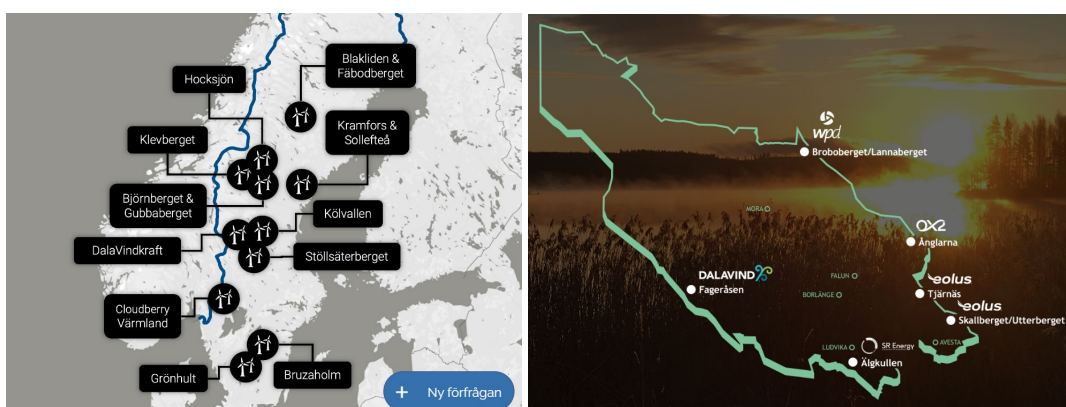 Blakliden &
Fäbodberget
Hocksjön
Kramfors &
Sollefteå
Klevberget
Björnberget &
Gubbaberget
Kölvallen
DalaVindkraft
Stöllsäterberget
Cloudberry
Värmland
Grönhult
Bruzaholm
+ Ny förfrågan
wpd
Broboberget/Lannaberget
MORA
OX2
Änglarna
DALAVIND
Fageråsen
FALUN
BORLÄNGE
eolus
Tjärnäs
eolus
Skallberget/Utterberget
LUDVIKA
SR Energy
AVESTA
Älgkullen